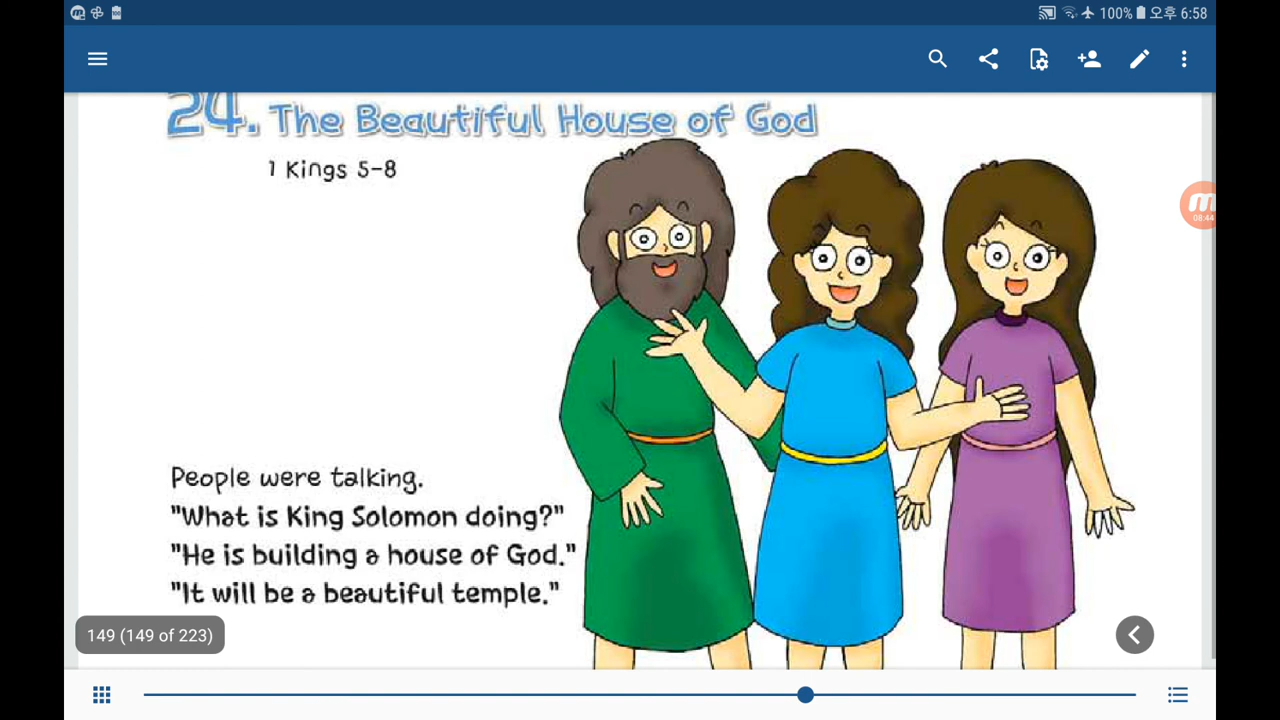 100% 오후 6:58
24. The Beautiful House of God
1 Kings 5-8
08:44
People were talking.
"What is King Solomon doing?"
"He is building a house of God."
"It will be a beautiful temple."
149 (149 of 223)